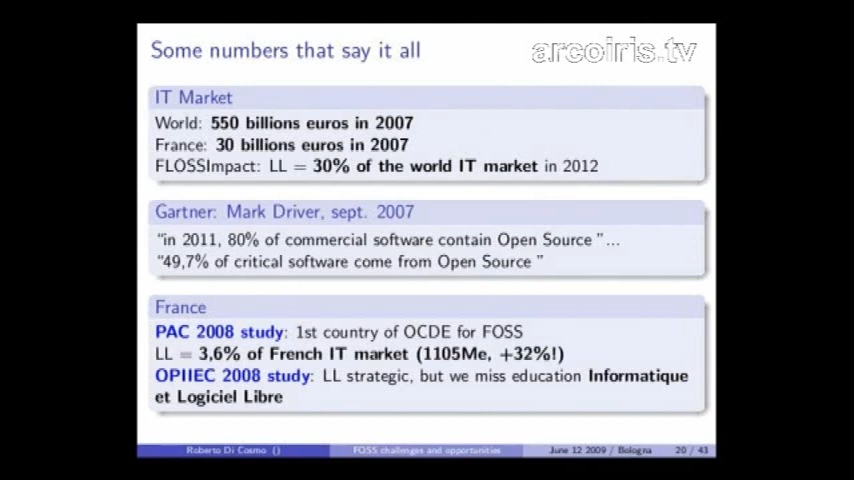 Some numbers that say it all
arcoiris.tv
IT Market
World: 550 billions euros in 2007
France: 30 billions euros in 2007
FLOSSImpact: LL = 30% of the world IT market in 2012
Gartner: Mark Driver, sept. 2007
“in 2011, 80% of commercial software contain Open Source ”...
“49,7% of critical software come from Open Source ”
France
PAC 2008 study: 1st country of OCDE for FOSS
LL = 3,6% of French IT market (1105Me, +32%!)
OPIIEC 2008 study: LL strategic, but we miss education Informatique
et Logiciel Libre
Roberto Di Cosmo () FOSS challenges and opportunities June 12 2009 / Bologna 20 / 43